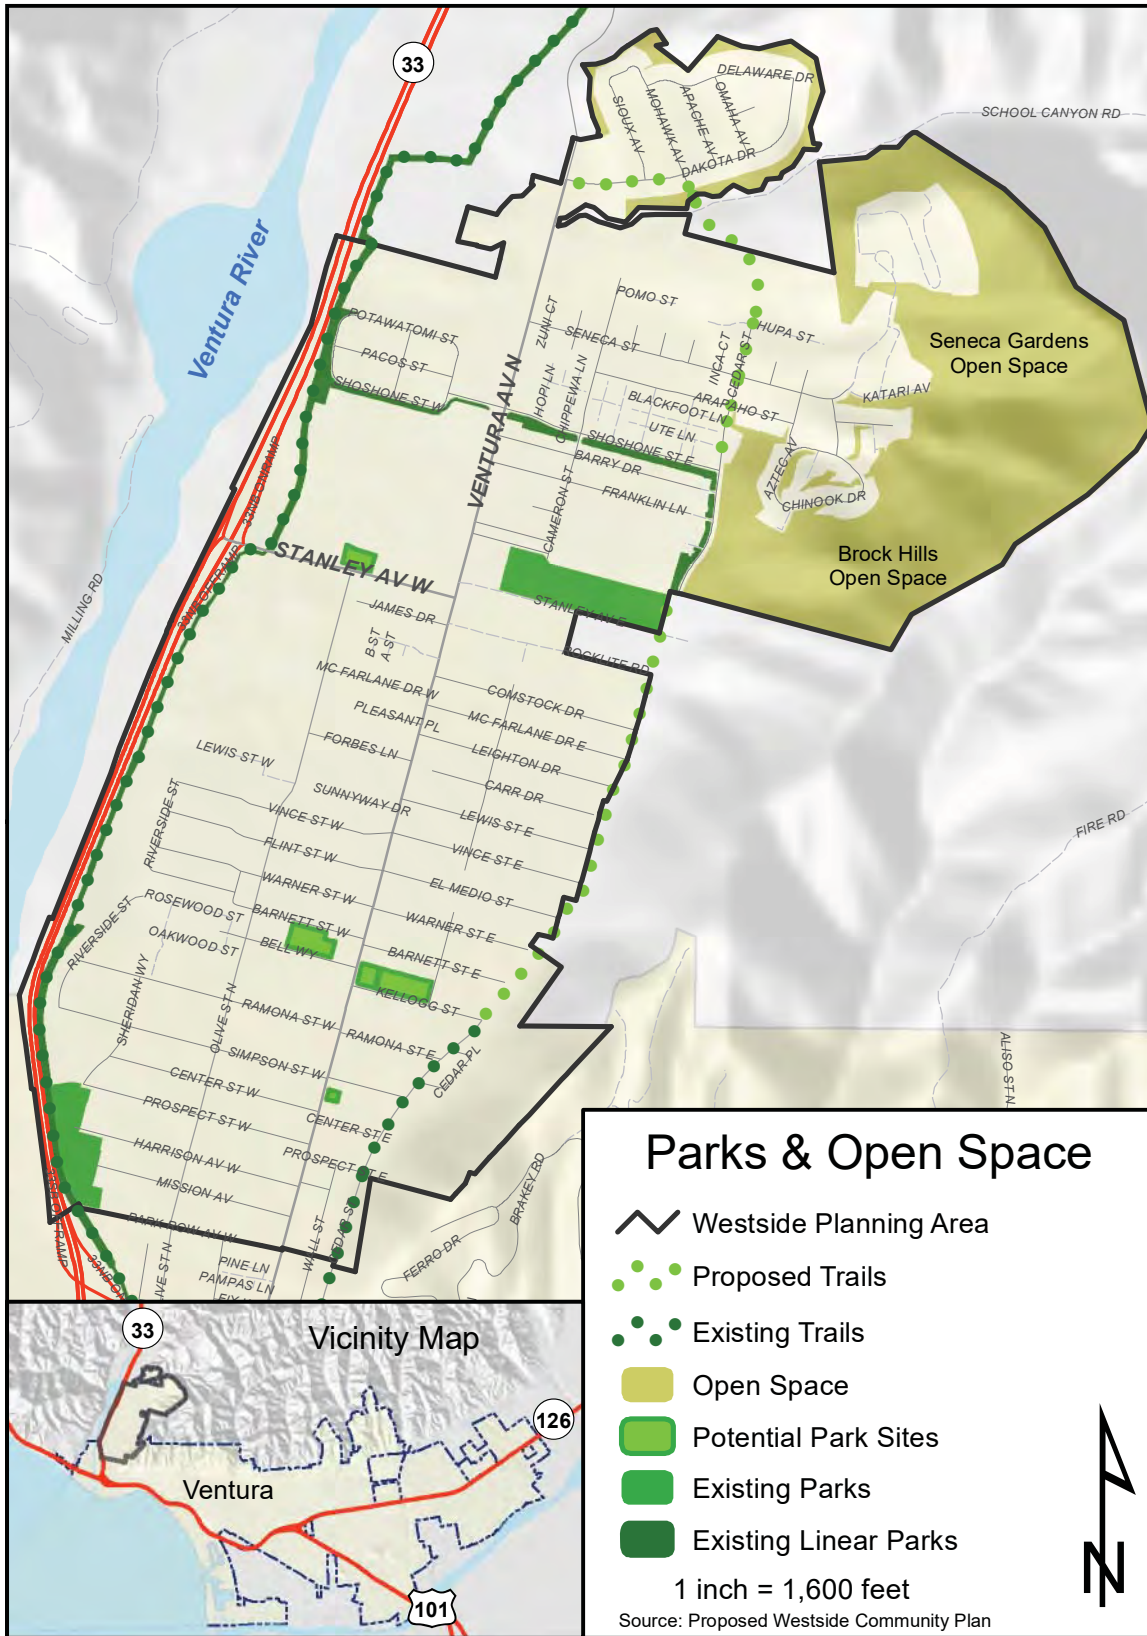 33
DELAWARE DR
SIOUX AV
MOHAWK AV
APACHE AV
OMAHA AV
DAKOTA DR
SCHOOL CANYON RD
Ventura River
POMO ST
ZUNI CT
POTAWATOMI ST
PACOS ST
SHOSHONE ST W
SENECA ST
HUPA ST
INCA CT
CEDAR ST
HOPI LN
CHIPPEWA LN
VENTURA AV N
BLACKFOOT LN
ARAPAHO ST
KATARI AV
UTE LN
SHOSHONE ST E
BARRY DR
FRANKLIN LN
CAMERON ST
AZTEC AV
CHINOOK DR
Seneca Gardens
Open Space
Brock Hills
Open Space
33NB ONRAMP
STANLEY AV W
MILLING RD
JAMES DR
B ST
A ST
STANLEY AV E
ROCKLITE RD
MC FARLANE DR W
PLEASANT PL
COMSTOCK DR
MC FARLANE DR E
FORBES LN
LEIGHTON DR
LEWIS ST W
CARR DR
SUNNYWAY DR
RIVERSIDE ST
VINCE ST W
LEWIS ST E
FLINT ST W
VINCE ST E
FIRE RD
WARNER ST W
EL MEDIO ST
ROSEWOOD ST
BARNETT ST W
WARNER ST E
RIVERSIDE ST
OAKWOOD ST
BELL WY
BARNETT ST E
SHERIDAN WY
OLIVE ST N
KELLOGG ST
RAMONA ST W
RAMONA ST E
CEDAR PL
ALISO ST N
SIMPSON ST W
CENTER ST W
PROSPECT ST W
CENTER ST E
HARRISON AV W
PROSPECT ST E
MISSION AV
BRAKEY RD
WALL ST
FERRO DR
PINE LN
PAMPAS LN
Parks & Open Space
Westside Planning Area
Proposed Trails
Existing Trails
Open Space
Potential Park Sites
Existing Parks
Existing Linear Parks
1 inch = 1,600 feet
Source: Proposed Westside Community Plan
N
33
Vicinity Map
126
Ventura
101